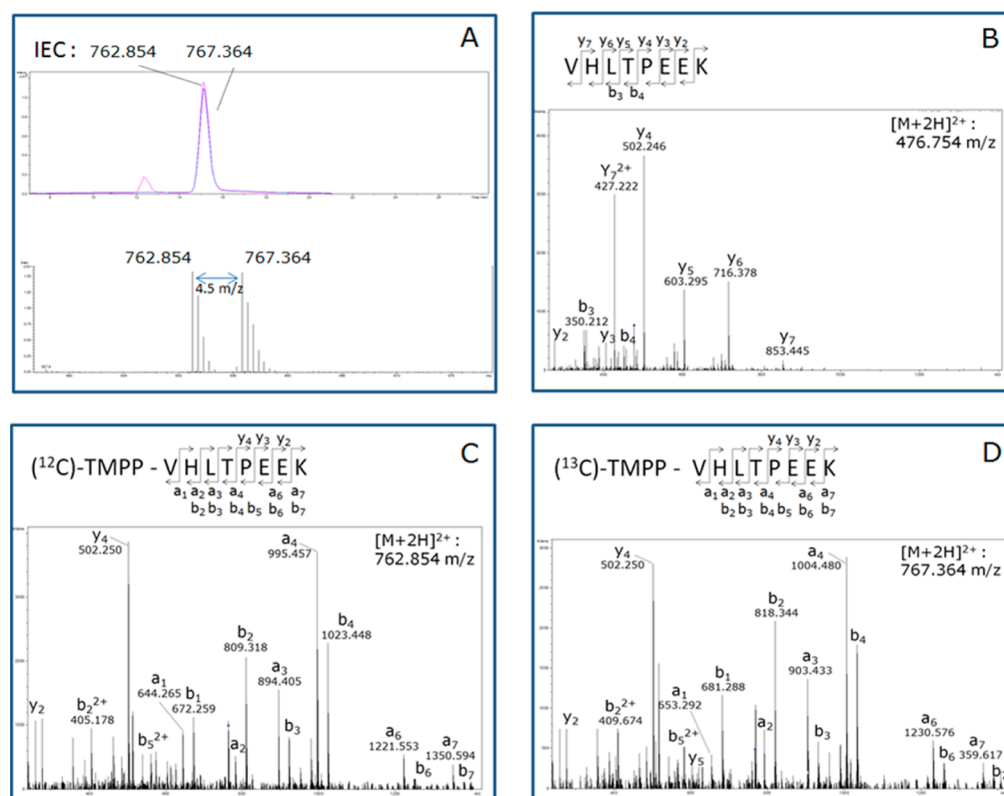 A
IEC: 762.854 767.364
762.854 767.364
4.5 m/z
B
y7 y6 y5 y4 y3 y2
VHLTPEEK
b3 b4
[M+2H]2+ :
476.754 m/z
y4
502.246
Y7 2+
427.222
y5
603.295
y6
716.378
b3
350.212
y2
y3
b4
y7
853.445
C
y4 y3 y2
(12C)-TMPP - VHLTPEEK
a1 a2 a3 a4 a6 a7
b2 b3 b4 b5 b6 b7
[M+2H]2+ :
762.854 m/z
y4
502.250
a4
995.457
b4
1023.448
b2
809.318
a3
894.405
a1
644.265
b1
672.259
y2
b2 2+
405.178
b5 2+
a2
b3
a6
1221.553
b6
a7
1350.594
b7
D
y4 y3 y2
(13C)-TMPP - VHLTPEEK
a1 a2 a3 a4 a6 a7
b2 b3 b4 b5 b6 b7
[M+2H]2+ :
767.364 m/z
y4
502.250
a4
1004.480
b2
818.344
b4
a3
903.433
b1
681.288
a1
653.292
y2
b2 2+
409.674
b5 2+
y5
a2
b3
a6
1230.576
b6
a7
359.617